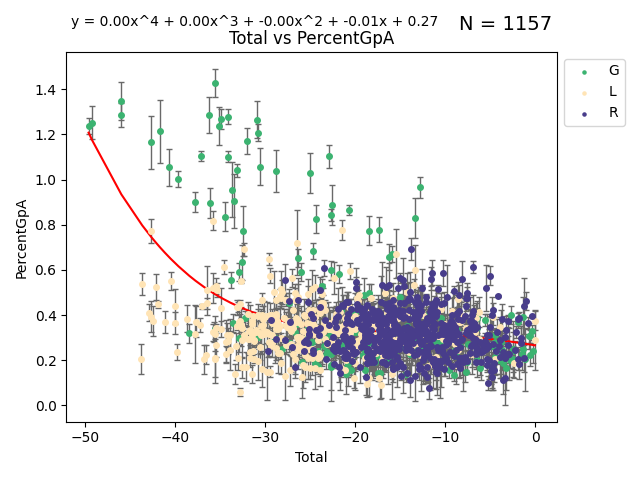 y = 0.00x^4 + 0.00x^3 + -0.00x^2 + -0.01x + 0.27
N = 1157
Total vs PercentGpA
G
L
R
1.4
1.2
1.0
0.8
0.6
0.4
0.2
0.0
PercentGpA
−50
−40
−30
−20
−10
0
Total